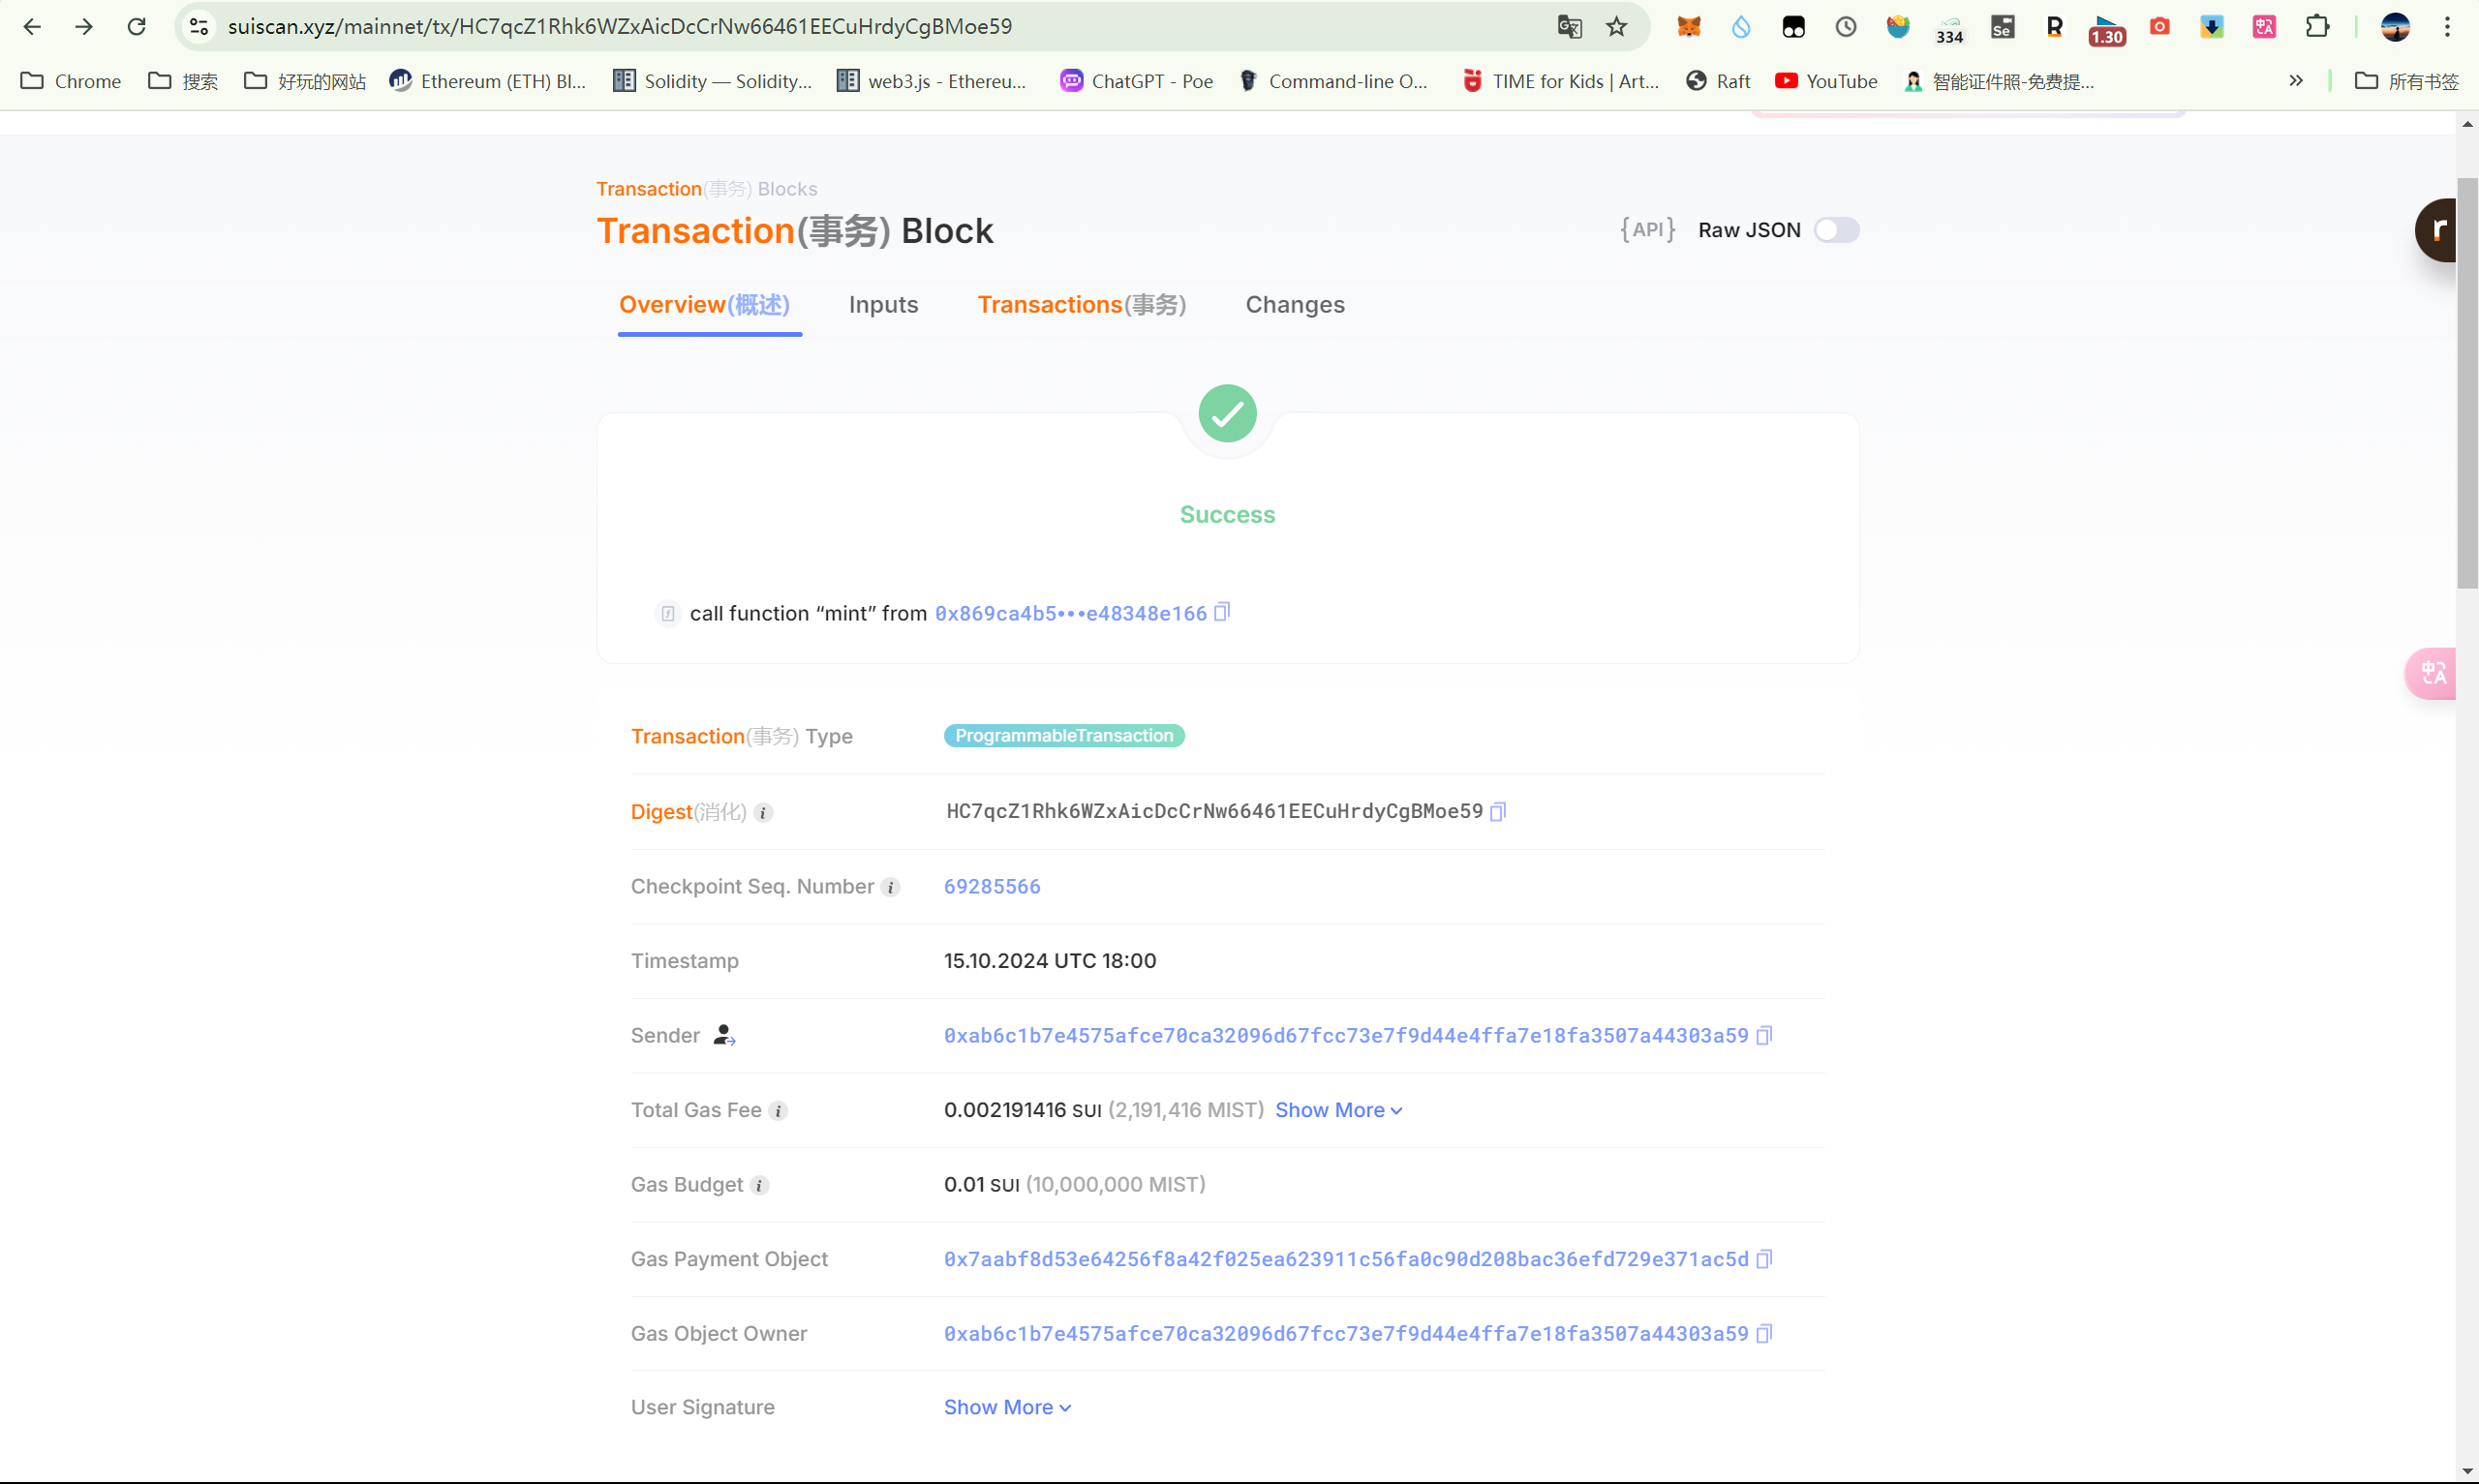 suiscan.xyz/mainnet/tx/HC7qcZ1Rhk6WZxAicDcCrNw66461EECuHrdyCgBMoe59
334
Se
R
1.30
Chrome
搜索
好玩的网站
Ethereum (ETH) Bl...
Solidity — Solidity...
web3.js - Ethereu...
ChatGPT - Poe
Command-line O...
TIME for Kids | Art...
Raft
YouTube
智能证件照-免费提...
»
所有书签
Transaction(事务) Blocks
Transaction(事务) Block
{API}
Raw JSON
r
Overview(概述)
Inputs
Transactions(事务)
Changes
Success
call function “mint” from 0x869ca4b5•••e48348e166
中A
Transaction(事务) Type
ProgrammableTransaction
Digest(消化) i
HC7qcZ1Rhk6WZxAicDcCrNw66461EECuHrdyCgBMoe59
Checkpoint Seq. Number i
69285566
Timestamp
15.10.2024 UTC 18:00
Sender
0xab6c1b7e4575afce70ca32096d67fcc73e7f9d44e4ffa7e18fa3507a44303a59
Total Gas Fee i
0.002191416 SUI (2,191,416 MIST) Show More
Gas Budget i
0.01 SUI (10,000,000 MIST)
Gas Payment Object
0x7aabf8d53e64256f8a42f025ea623911c56fa0c90d208bac36efd729e371ac5d
Gas Object Owner
0xab6c1b7e4575afce70ca32096d67fcc73e7f9d44e4ffa7e18fa3507a44303a59
User Signature
Show More